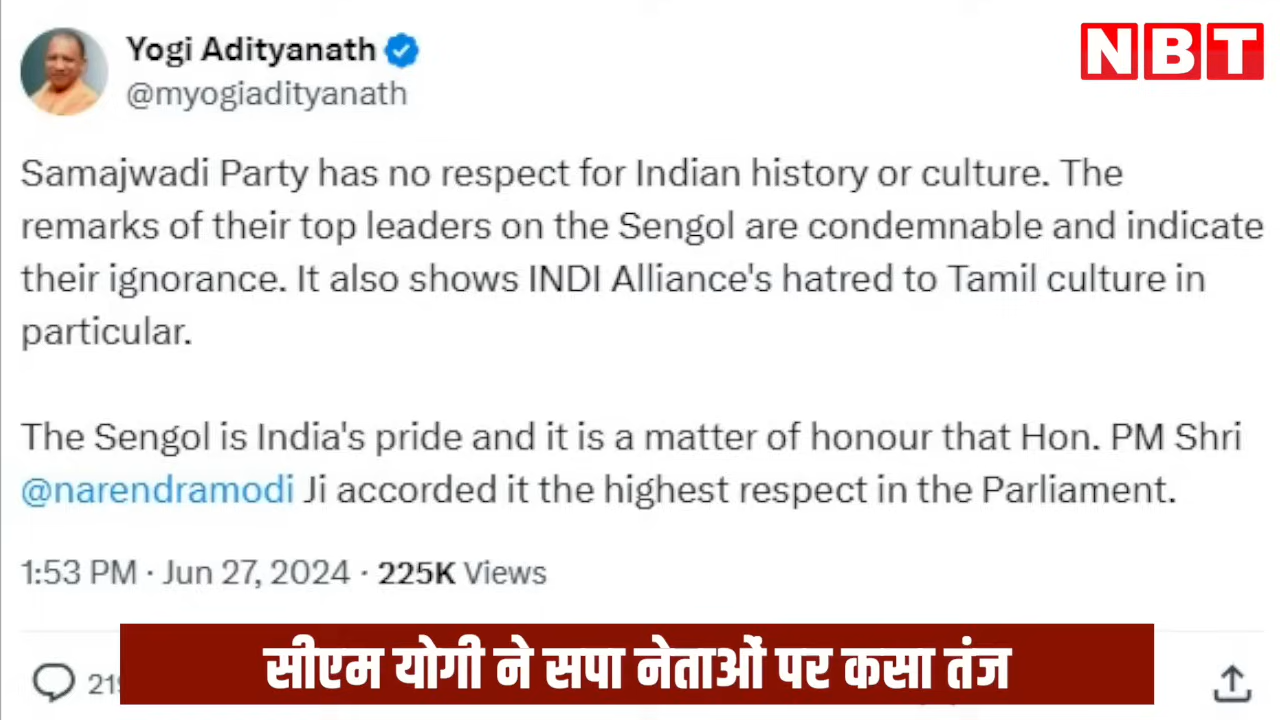 Yogi Adityanath
NBT
@myogiadityanath
Samajwadi Party has no respect for Indian history or culture. The
remarks of their top leaders on the Sengol are condemnable and indicate
their ignorance. It also shows INDI Alliance's hatred to Tamil culture in
particular.
The Sengol is India's pride and it is a matter of honour that Hon. PM Shri
@narendramodi Ji accorded it the highest respect in the Parliament.
1:53 PM · Jun 27, 2024 · 225K Views
सीएम योगी ने सपा नेताओं पर कसा तंज